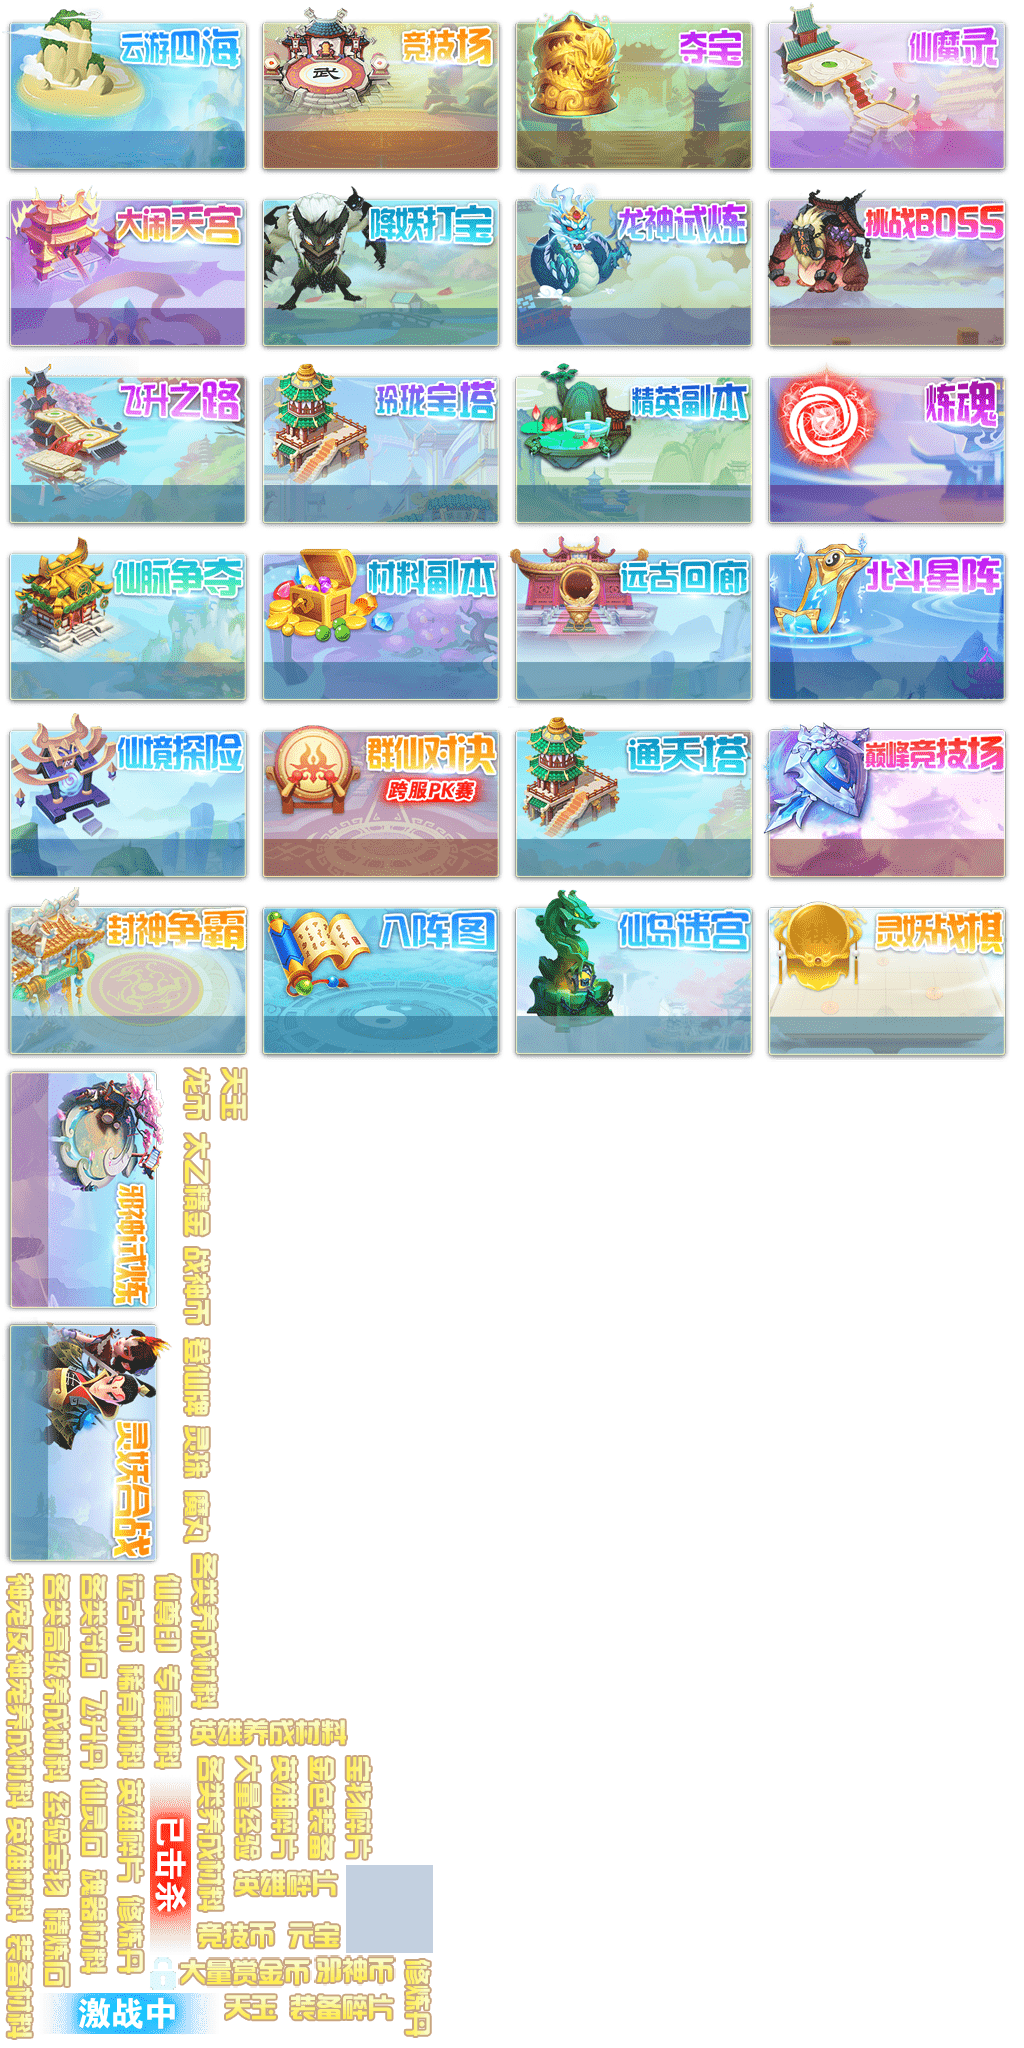 云游四海
竞技场
武
夺宝
仙魔录
大闹天宫
降妖打宝
龙神试炼
挑战BOSS
飞升之路
玲珑宝塔
精英副本
炼魂
仙脉争夺
材料副本
远古回廊
北斗星阵
仙境探险
群仙对决
跨服PK赛
通天塔
巅峰竞技场
封神争霸
八阵图
仙岛迷宫
灵妖战棋
邪神试炼
灵妖合战
天玉
龙币
太乙精金
战神币
登仙牌
灵珠
魔丸
各类养成材料
仙尊印
专属材料
远古币
稀有材料
英雄碎片
修炼丹
各类符石
飞升丹
仙灵石
魂器材料
各类高级养成材料
经验宝物
精炼石
神宠及神宠养成材料
英雄材料
装备材料
英雄养成材料
宝物碎片
金色装备
英雄碎片
大量经验
各类养成材料
已击杀
英雄碎片
竞技币
元宝
大量赏金币
邪神币
修炼丹
天玉
装备碎片
激战中